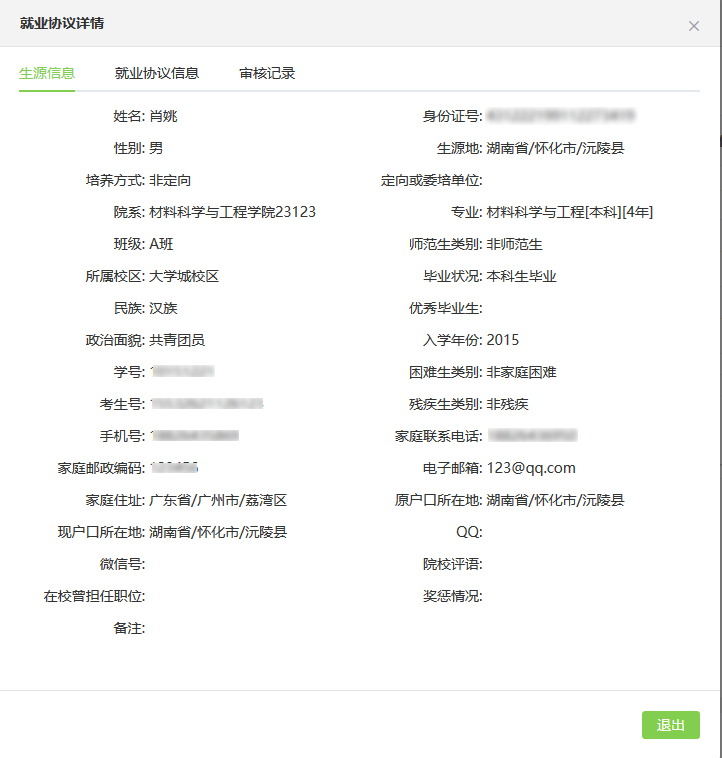 就业协议详情
生源信息 就业协议信息 审核记录
姓名: 肖姚 身份证号:
性别: 男 生源地: 湖南省/怀化市/沅陵县
培养方式: 非定向 定向或委培单位:
院系: 材料科学与工程学院23123 专业: 材料科学与工程[本科][4年]
班级: A班 师范生类别: 非师范生
所属校区: 大学城校区 毕业状况: 本科生毕业
民族: 汉族 优秀毕业生:
政治面貌: 共青团员 入学年份: 2015
学号: 困难生类别: 非家庭困难
考生号: 残疾生类别: 非残疾
手机号: 家庭联系电话:
家庭邮政编码: 电子邮箱: 123@qq.com
家庭住址: 广东省/广州市/荔湾区 原户口所在地: 湖南省/怀化市/沅陵县
现户口所在地: 湖南省/怀化市/沅陵县 QQ:
微信号: 院校评语:
在校曾担任职位: 奖惩情况:
备注:
退出